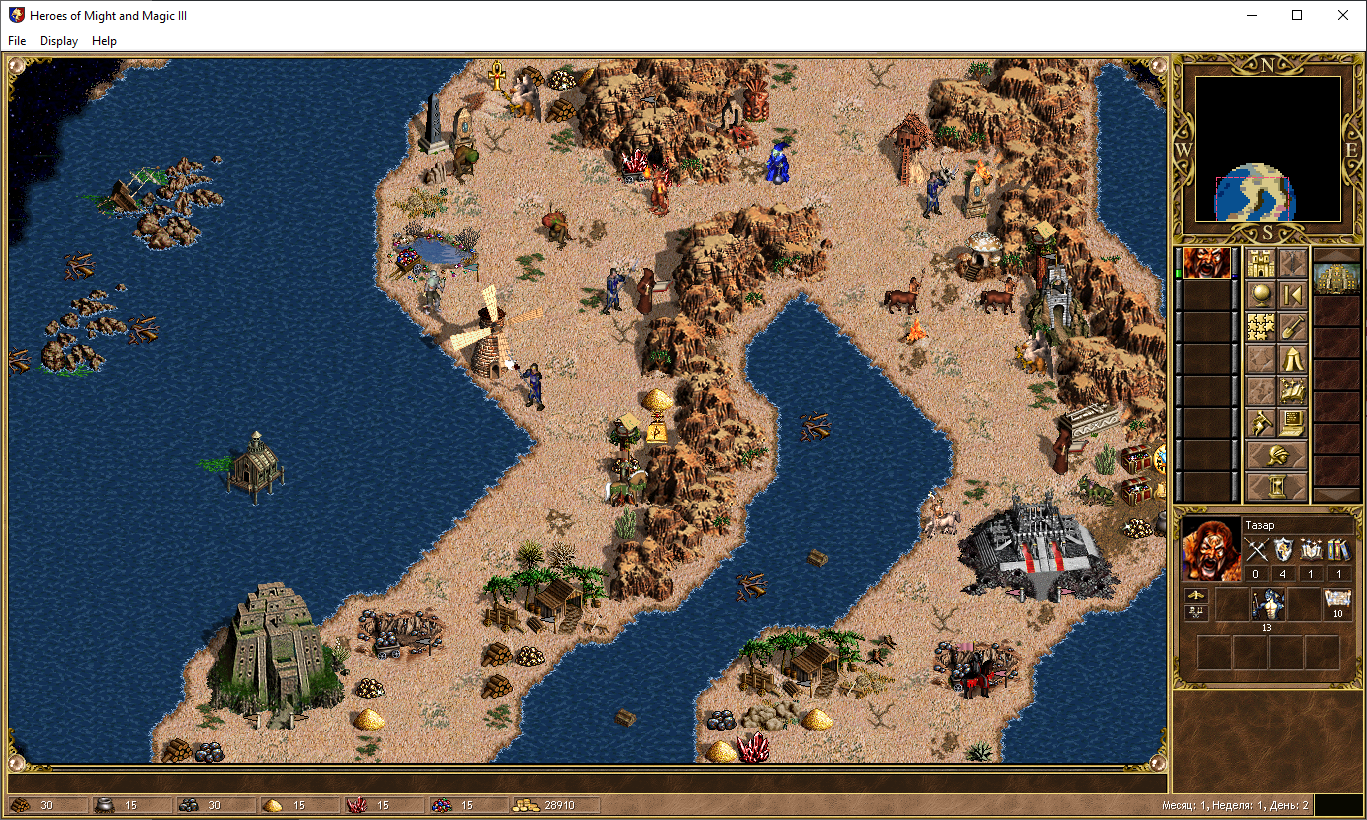 Heroes of Might and Magic III
File Display Help
N
W E
S
Тазар
0 4 1 1
10
13
30 15 30 15 15 15 28910 Месяц: 1, Неделя: 1, День: 2